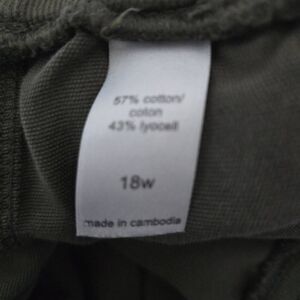 57% cotton/
coton
43% lyocell
18w
made in cambodia